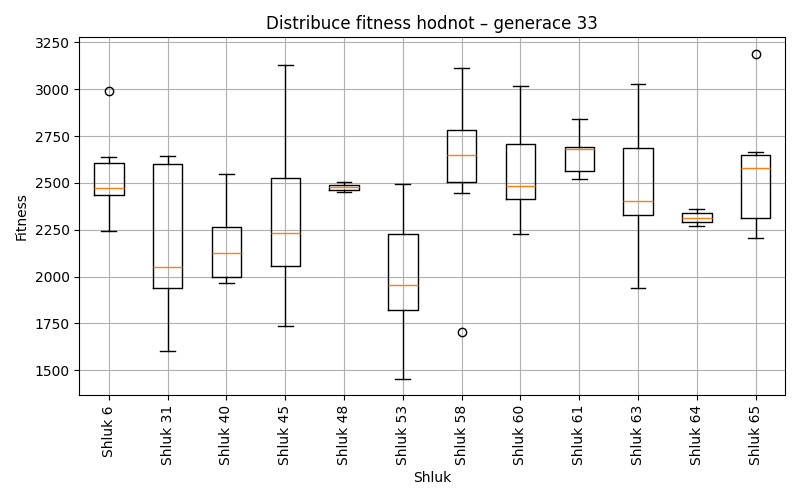 Distribuce fitness hodnot – generace 33
Fitness
3250
3000
2750
2500
2250
2000
1750
1500
Shluk 6
Shluk 31
Shluk 40
Shluk 45
Shluk 48
Shluk 53
Shluk 58
Shluk 60
Shluk 61
Shluk 63
Shluk 64
Shluk 65
Shluk